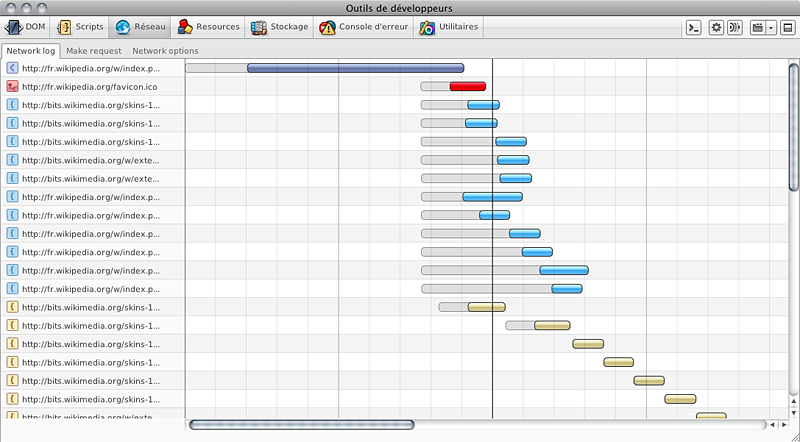 Outils de développeurs
DOM Scripts Réseau Resources Stockage Console d'erreur Utilitaires
Network log Make request Network options
http://fr.wikipedia.org/w/index.p...
http://fr.wikipedia.org/favicon.ico
http://bits.wikimedia.org/skins-1...
http://bits.wikimedia.org/skins-1...
http://bits.wikimedia.org/skins-1...
http://bits.wikimedia.org/w/exte...
http://bits.wikimedia.org/w/exte...
http://fr.wikipedia.org/w/index.p...
http://fr.wikipedia.org/w/index.p...
http://fr.wikipedia.org/w/index.p...
http://fr.wikipedia.org/w/index.p...
http://fr.wikipedia.org/w/index.p...
http://fr.wikipedia.org/w/index.p...
http://bits.wikimedia.org/skins-1...
http://bits.wikimedia.org/skins-1...
http://bits.wikimedia.org/skins-1...
http://bits.wikimedia.org/skins-1...
http://bits.wikimedia.org/skins-1...
http://bits.wikimedia.org/skins-1...
http://bits.wikimedia.org/w/exte...